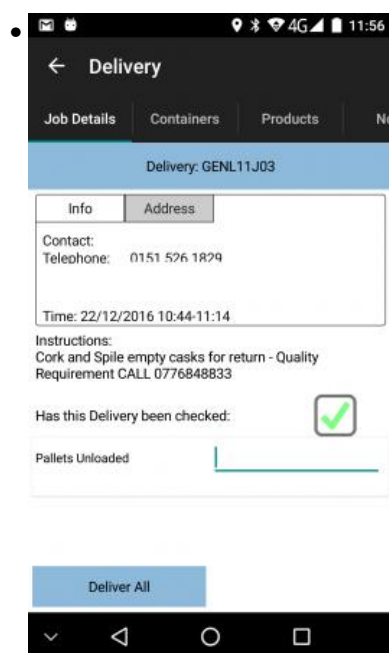 4G 11:56
Delivery
Job Details Containers Products
Delivery: GENL11J03
Info Address
Contact:
Telephone: 0151 526 1829
Time: 22/12/2016 10:44-11:14
Instructions:
Cork and Spile empty casks for return - Quality
Requirement CALL 0776848833
Has this Delivery been checked:
Pallets Unloaded
Deliver All